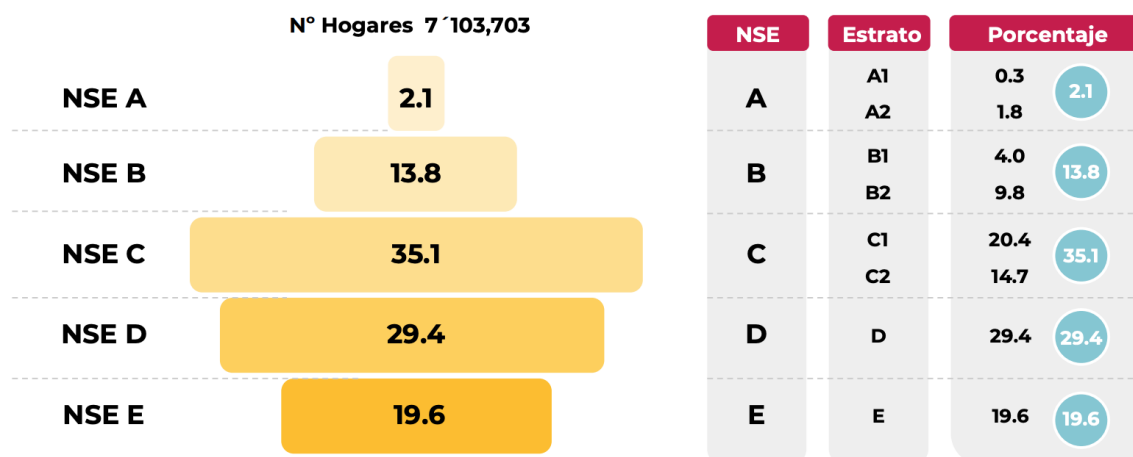 Nº Hogares 7´103,703
NSE A
2.1
NSE B
13.8
NSE C
35.1
NSE D
29.4
NSE E
19.6
NSE Estrato Porcentaje
A
A1 0.3
A2 1.8
2.1
B
B1 4.0
B2 9.8
13.8
C
C1 20.4
C2 14.7
35.1
D D 29.4 29.4
E E 19.6 19.6